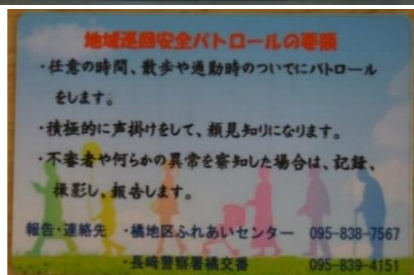 地域巡回安全パトロールの要領
・任意の時間、散歩や通勤時のついでにパトロール
をします。
・積極的に声掛けをして、顔見知りになります。
・不審者や何らかの異常を察知した場合は、記録、
撮影し、報告します。
報告・連絡先 ・橘地区ふれあいセンター 095-838-7567
・長崎警察署橘交番 095-839-4151